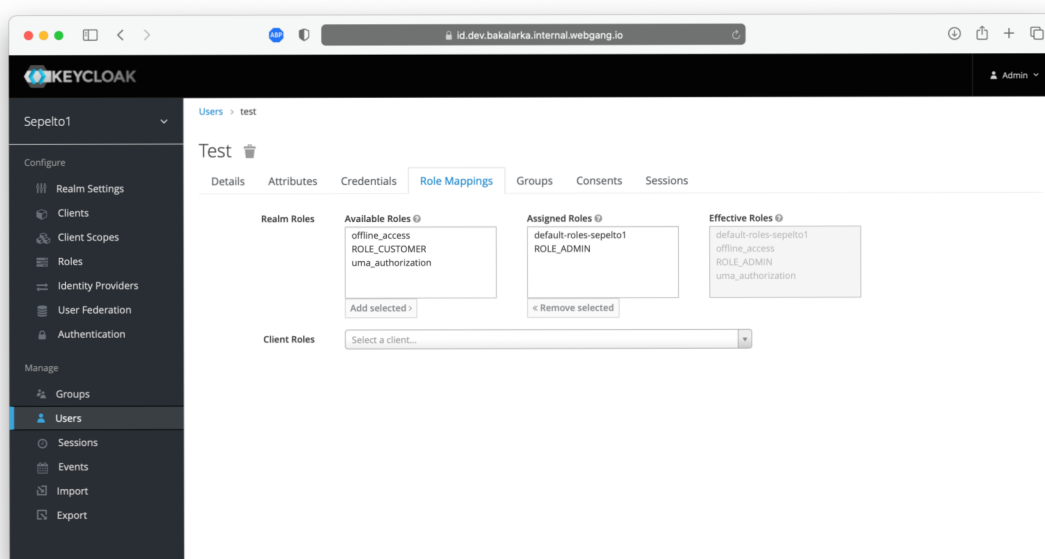 ABP
id.dev.bakalarka.internal.webgang.io
KEYCLOAK
Admin
Sepelto1
Configure
Realm Settings
Clients
Client Scopes
Roles
Identity Providers
User Federation
Authentication
Manage
Groups
Users
Sessions
Events
Import
Export
Users > test
Test
Details Attributes Credentials Role Mappings Groups Consents Sessions
Realm Roles
Available Roles
offline_access
ROLE_CUSTOMER
uma_authorization
Add selected >
Assigned Roles
default-roles-sepelto1
ROLE_ADMIN
« Remove selected
Effective Roles
default-roles-sepelto1
offline_access
ROLE_ADMIN
uma_authorization
Client Roles
Select a client...